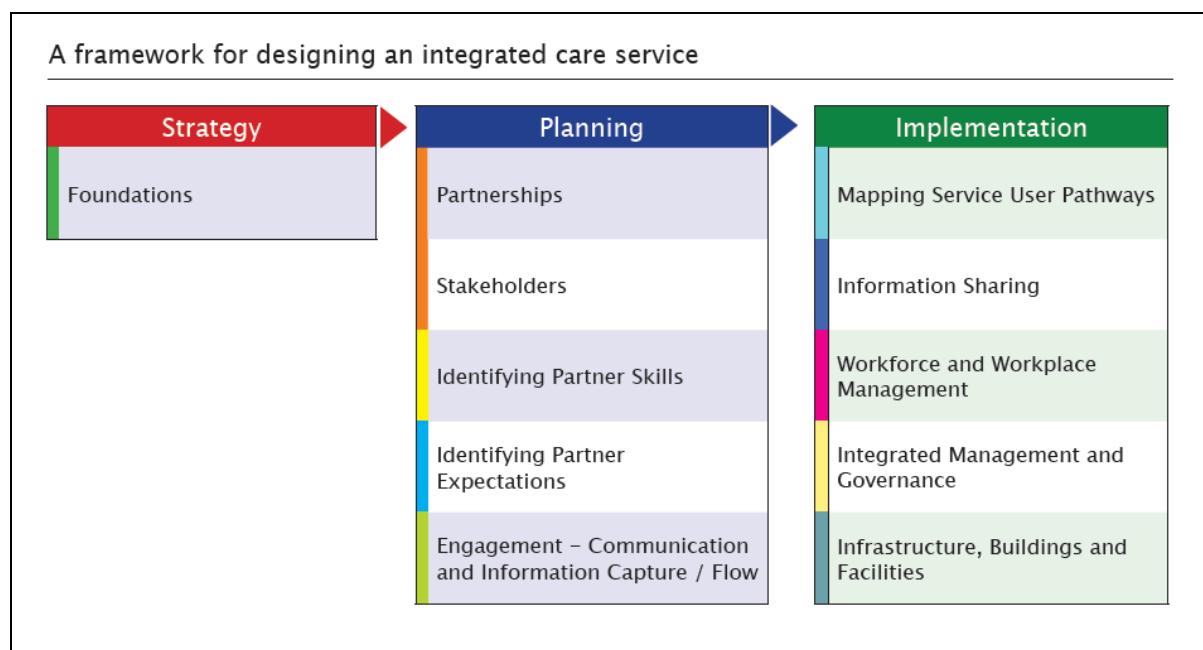 A framework for designing an integrated care service
Strategy
Foundations
Planning
Partnerships
Stakeholders
Identifying Partner Skills
Identifying Partner
Expectations
Engagement – Communication
and Information Capture / Flow
Implementation
Mapping Service User Pathways
Information Sharing
Workforce and Workplace
Management
Integrated Management and
Governance
Infrastructure, Buildings and
Facilities